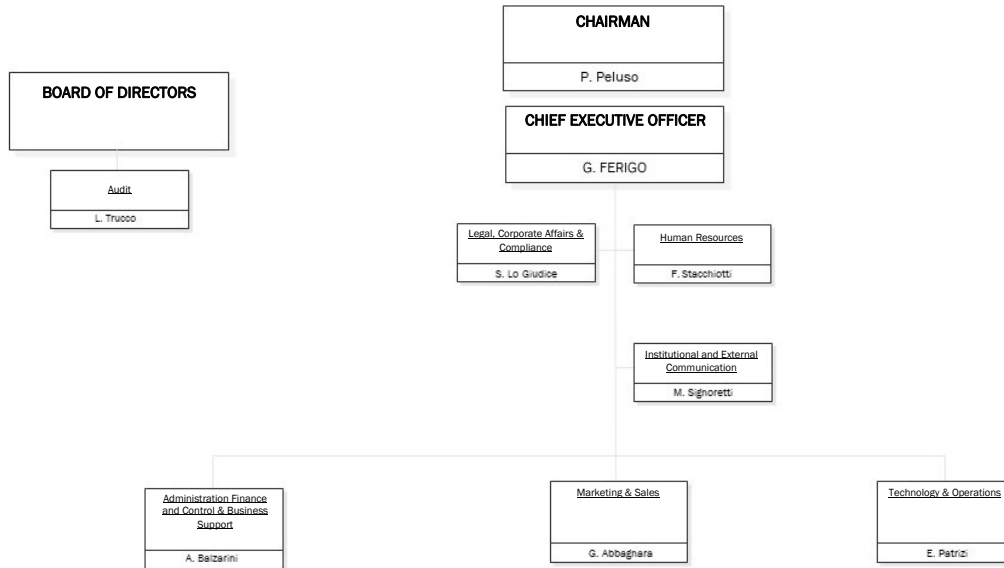 CHAIRMAN
P. Peluso
BOARD OF DIRECTORS
CHIEF EXECUTIVE OFFICER
G. FERIGO
Audit
L. Trucco
Legal, Corporate Affairs &
Compliance
S. Lo Giudice
Human Resources
F. Stacchiotti
Institutional and External
Communication
M. Signoretti
Administration Finance
and Control & Business
Support
A. Balzarini
Marketing & Sales
G. Abbagnara
Technology & Operations
E. Patrizi